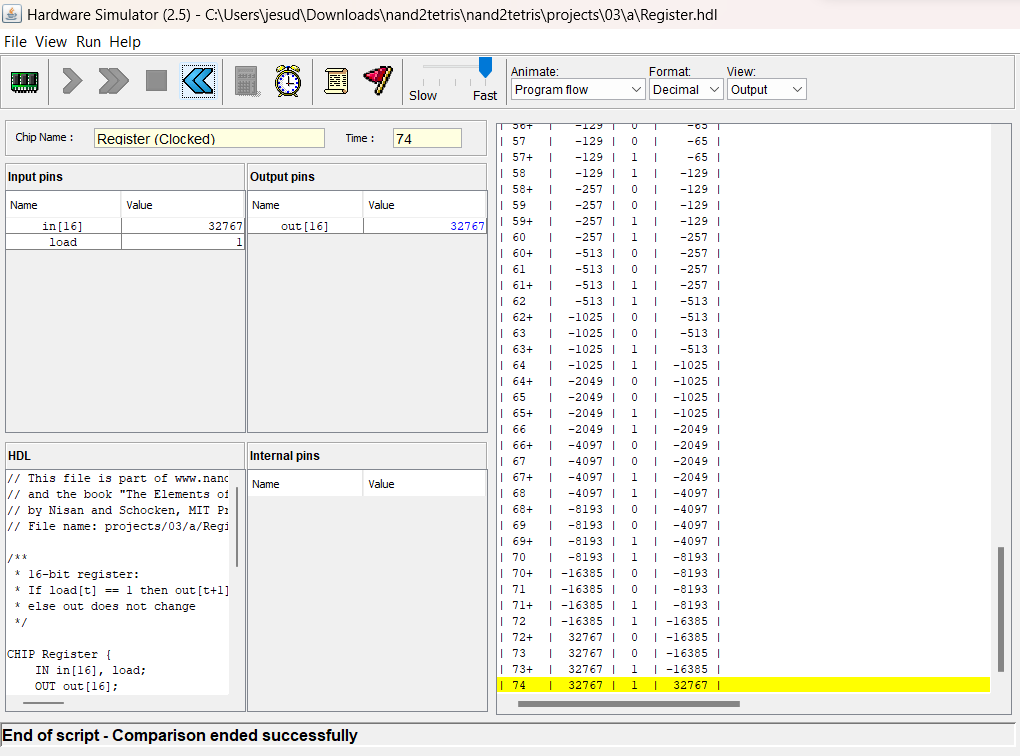 Hardware Simulator (2.5) - C:\Users\jesud\Downloads\nand2tetris\nand2tetris\projects\03\a\Register.hdl
File View Run Help
Slow Fast
Animate: Format: View:
Program flow Decimal Output
Chip Name : Register (Clocked) Time : 74
Input pins
Name Value
in[16] 32767
load 1
Output pins
Name Value
out[16] 32767
HDL
// This file is part of www.nand
// and the book "The Elements of
// by Nisan and Schocken, MIT Pr
// File name: projects/03/a/Regi
/**
* 16-bit register:
* If load[t] == 1 then out[t+1]
* else out does not change
*/
CHIP Register {
IN in[16], load;
OUT out[16];
Internal pins
Name Value
| 56+ | -129 | 0 | -65 |
| 57 | -129 | 0 | -65 |
| 57+ | -129 | 1 | -65 |
| 58 | -129 | 1 | -129 |
| 58+ | -257 | 0 | -129 |
| 59 | -257 | 0 | -129 |
| 59+ | -257 | 1 | -129 |
| 60 | -257 | 1 | -257 |
| 60+ | -513 | 0 | -257 |
| 61 | -513 | 0 | -257 |
| 61+ | -513 | 1 | -257 |
| 62 | -513 | 1 | -513 |
| 62+ | -1025 | 0 | -513 |
| 63 | -1025 | 0 | -513 |
| 63+ | -1025 | 1 | -513 |
| 64 | -1025 | 1 | -1025 |
| 64+ | -2049 | 0 | -1025 |
| 65 | -2049 | 0 | -1025 |
| 65+ | -2049 | 1 | -1025 |
| 66 | -2049 | 1 | -2049 |
| 66+ | -4097 | 0 | -2049 |
| 67 | -4097 | 0 | -2049 |
| 67+ | -4097 | 1 | -2049 |
| 68 | -4097 | 1 | -4097 |
| 68+ | -8193 | 0 | -4097 |
| 69 | -8193 | 0 | -4097 |
| 69+ | -8193 | 1 | -4097 |
| 70 | -8193 | 1 | -8193 |
| 70+ | -16385 | 0 | -8193 |
| 71 | -16385 | 0 | -8193 |
| 71+ | -16385 | 1 | -8193 |
| 72 | -16385 | 1 | -16385 |
| 72+ | 32767 | 0 | -16385 |
| 73 | 32767 | 0 | -16385 |
| 73+ | 32767 | 1 | -16385 |
| 74 | 32767 | 1 | 32767 |
End of script - Comparison ended successfully